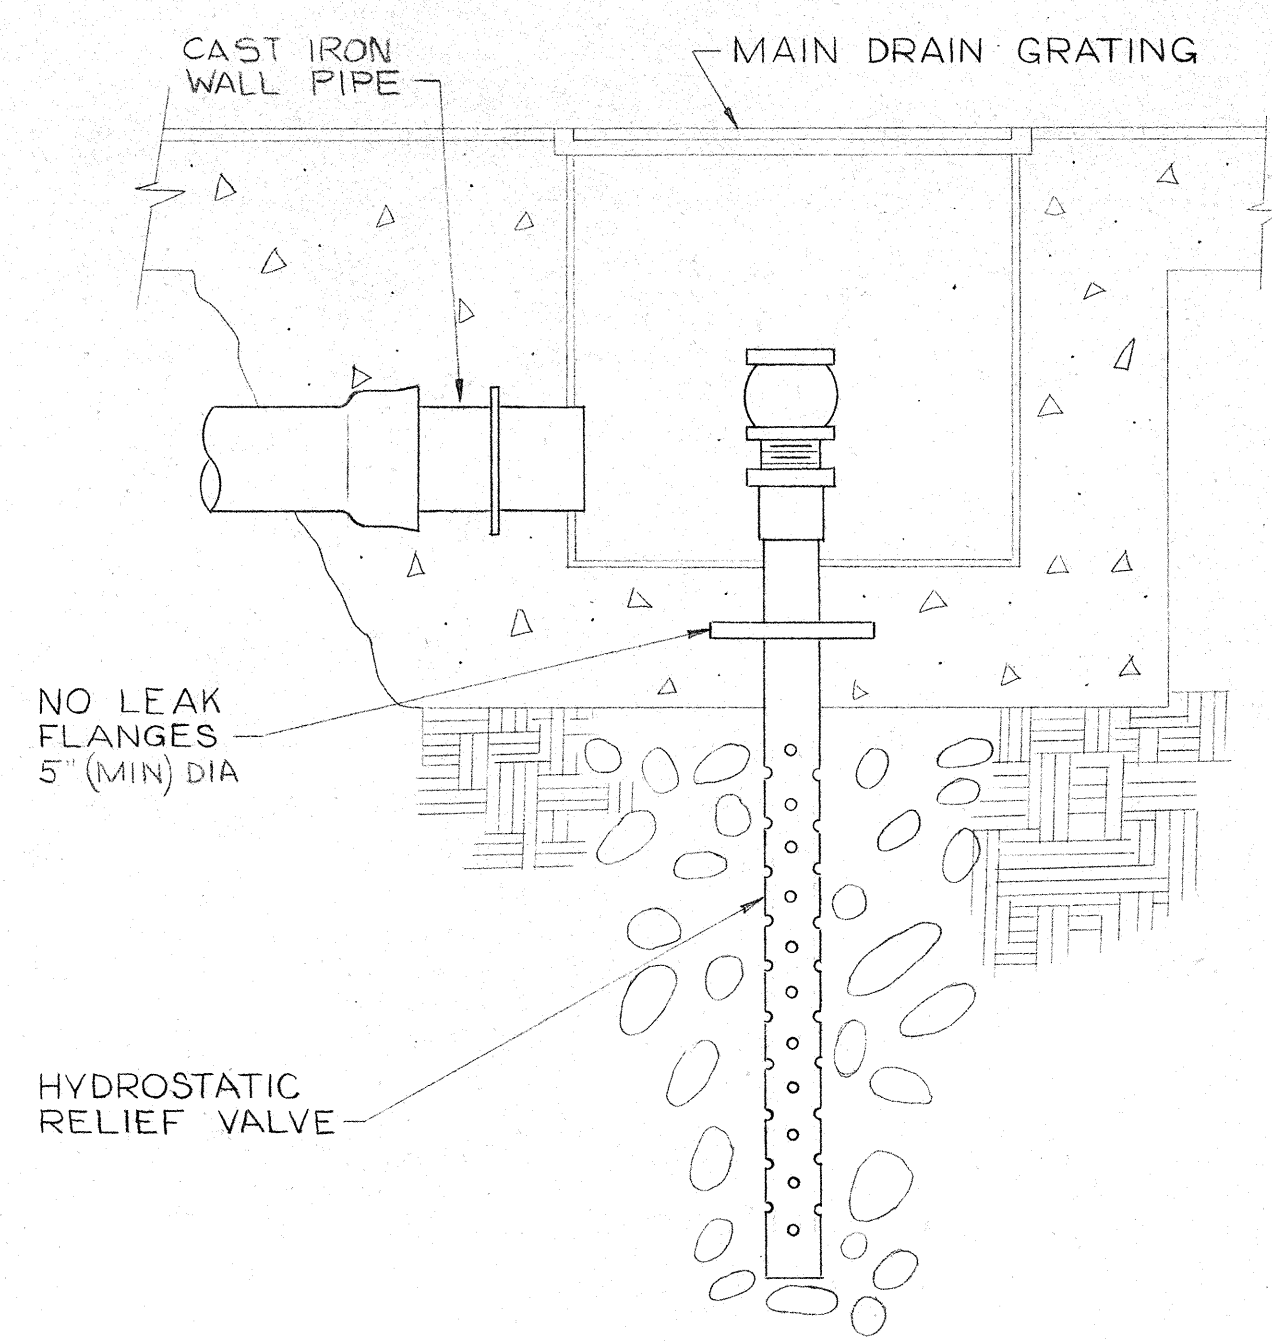 CAST IRON
WALL PIPE
MAIN DRAIN GRATING
NO LEAK
FLANGES
5" (MIN) DIA
HYDROSTATIC
RELIEF VALVE